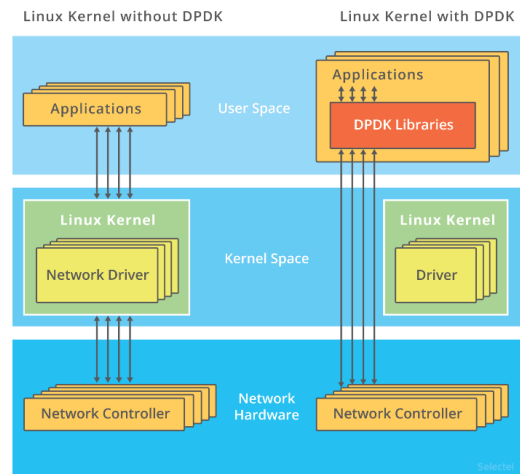 Linux Kernel without DPDK
Linux Kernel with DPDK
Applications
User Space
Applications
DPDK Libraries
Linux Kernel
Network Driver
Kernel Space
Linux Kernel
Driver
Network Controller
Network
Hardware
Network Controller
Selectel